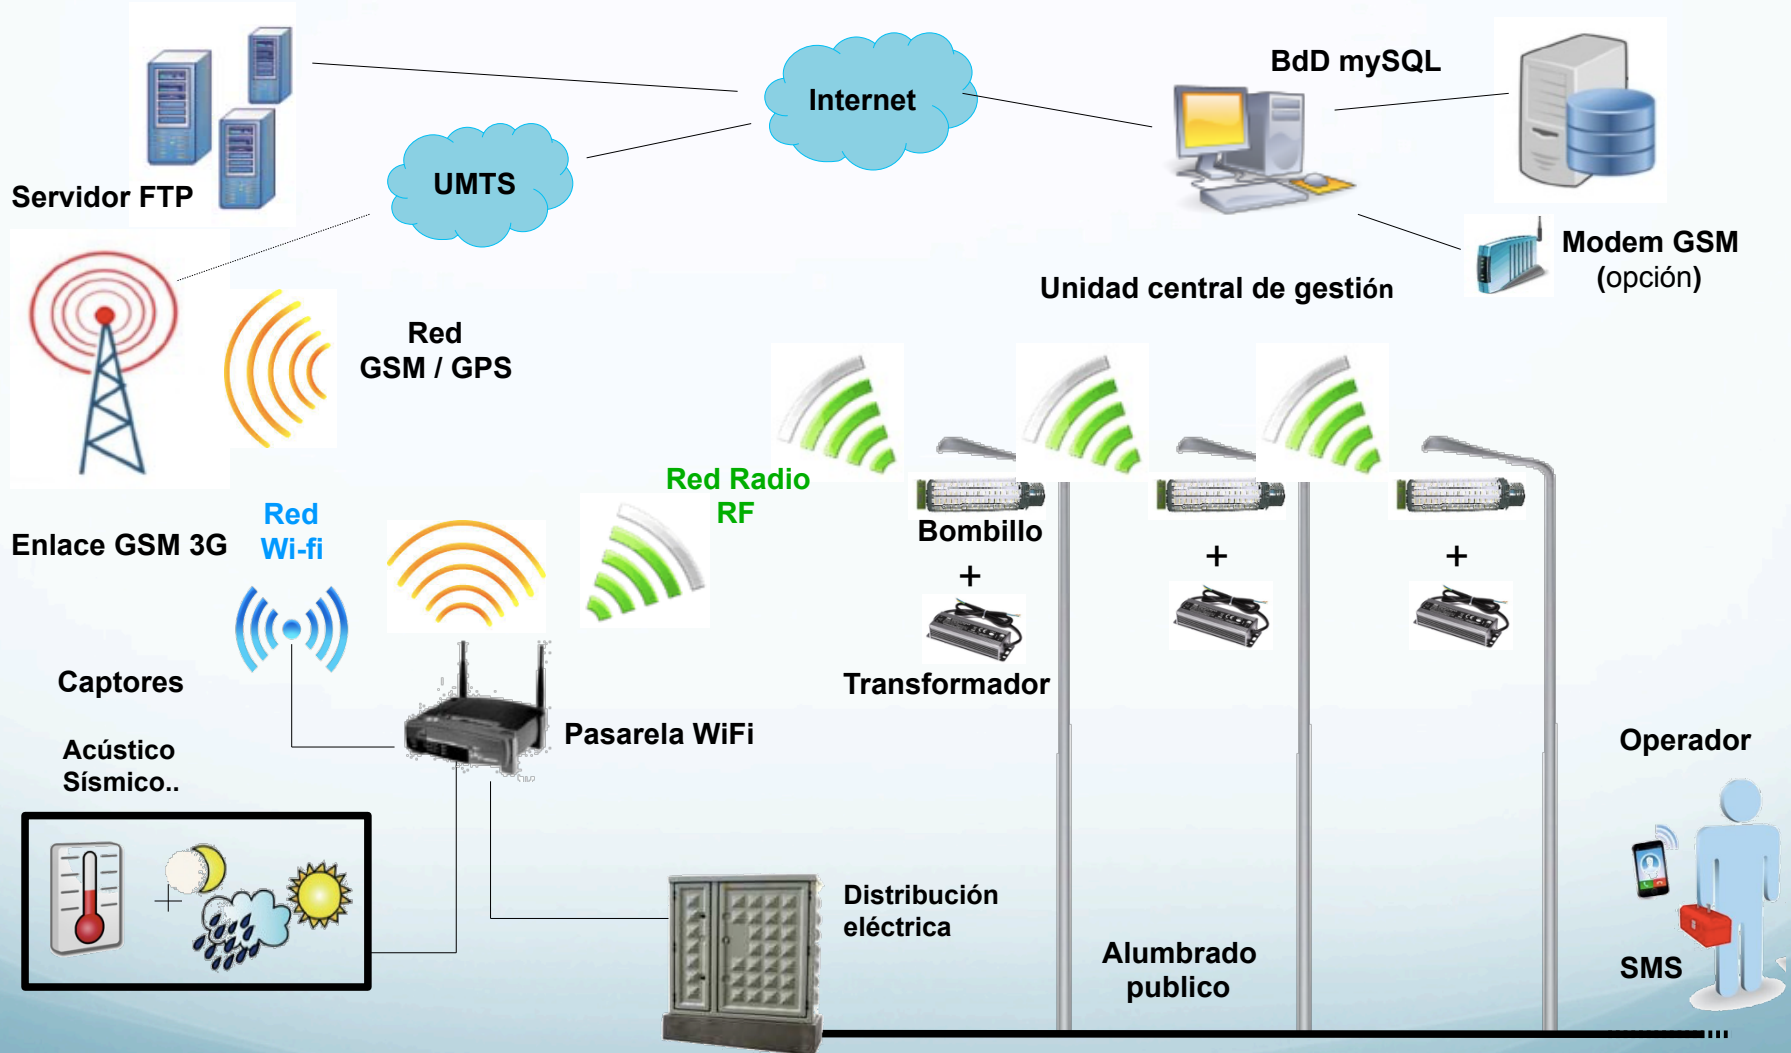 Internet
BdD mySQL
UMTS
Servidor FTP
Modem GSM
(opción)
Unidad central de gestión
Red
GSM / GPS
Red Radio
RF
Red
Wi-fi
Enlace GSM 3G
Bombillo
+
+
+
Transformador
Captores
Pasarela WiFi
Acústico
Sísmico..
Operador
Distribución
eléctrica
Alumbrado
publico
SMS